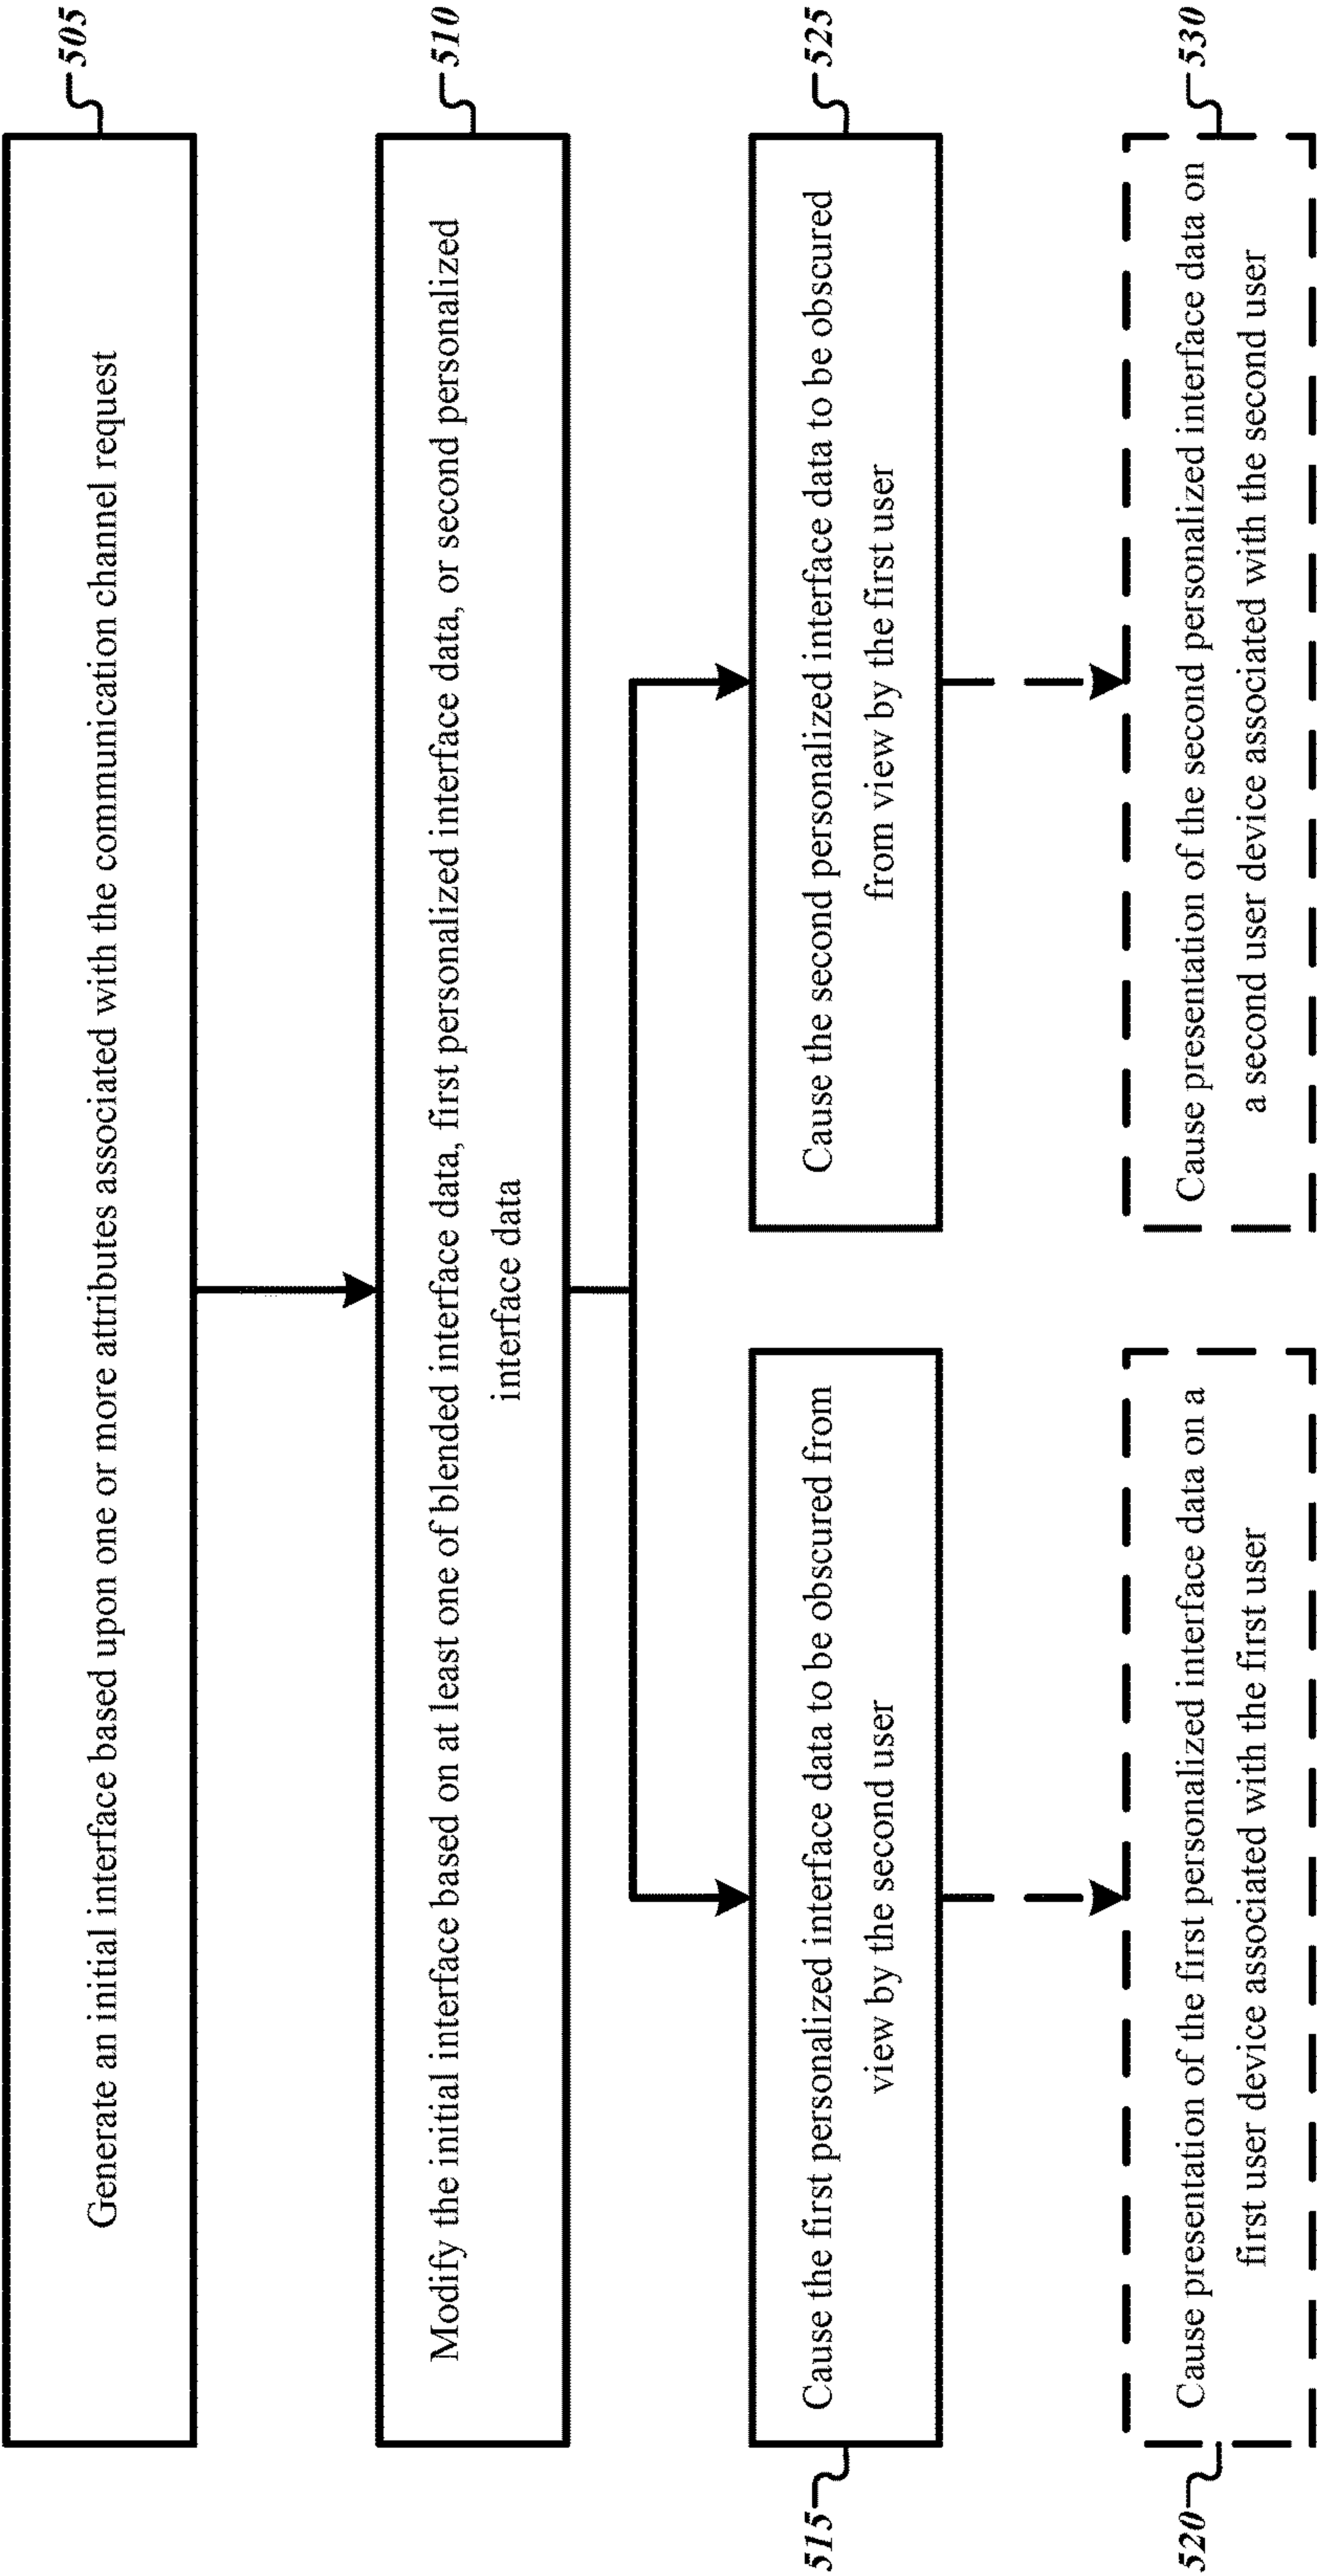 505
Generate an initial interface based upon one or more attributes associated with the communication channel request
510
Modify the initial interface based on at least one of blended interface data, first personalized interface data, or second personalized
interface data
515
Cause the first personalized interface data to be obscured from
view by the second user
525
Cause the second personalized interface data to be obscured
from view by the first user
520
Cause presentation of the first personalized interface data on a
first user device associated with the first user
530
Cause presentation of the second personalized interface data on
a second user device associated with the second user